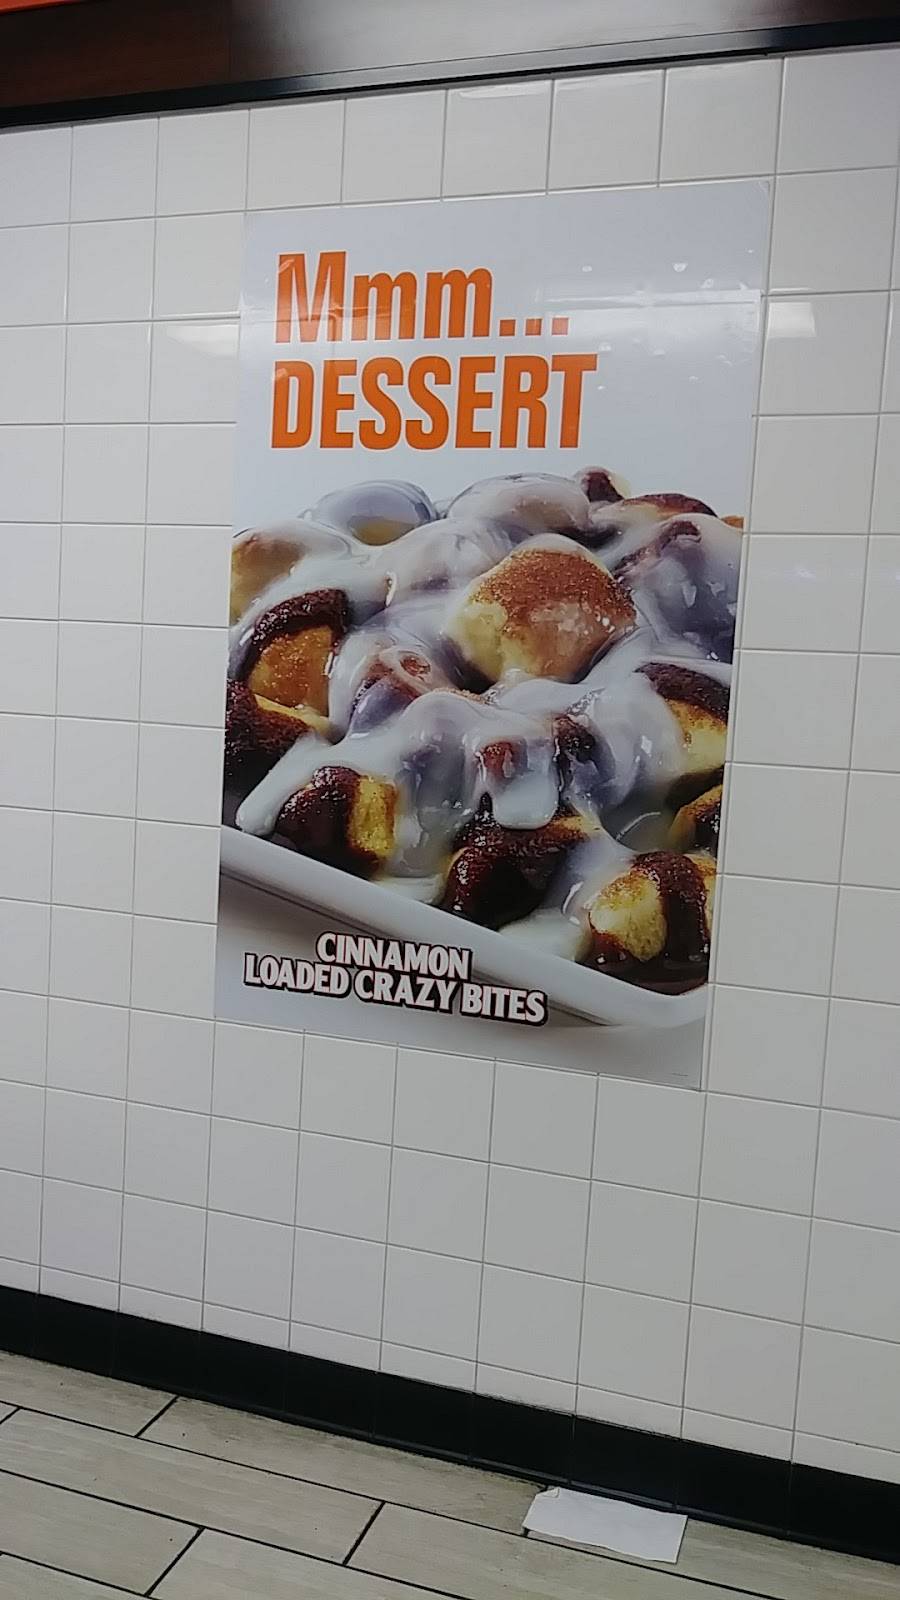 Mmm...
DESSERT
CINNAMON
LOADED CRAZY BITES